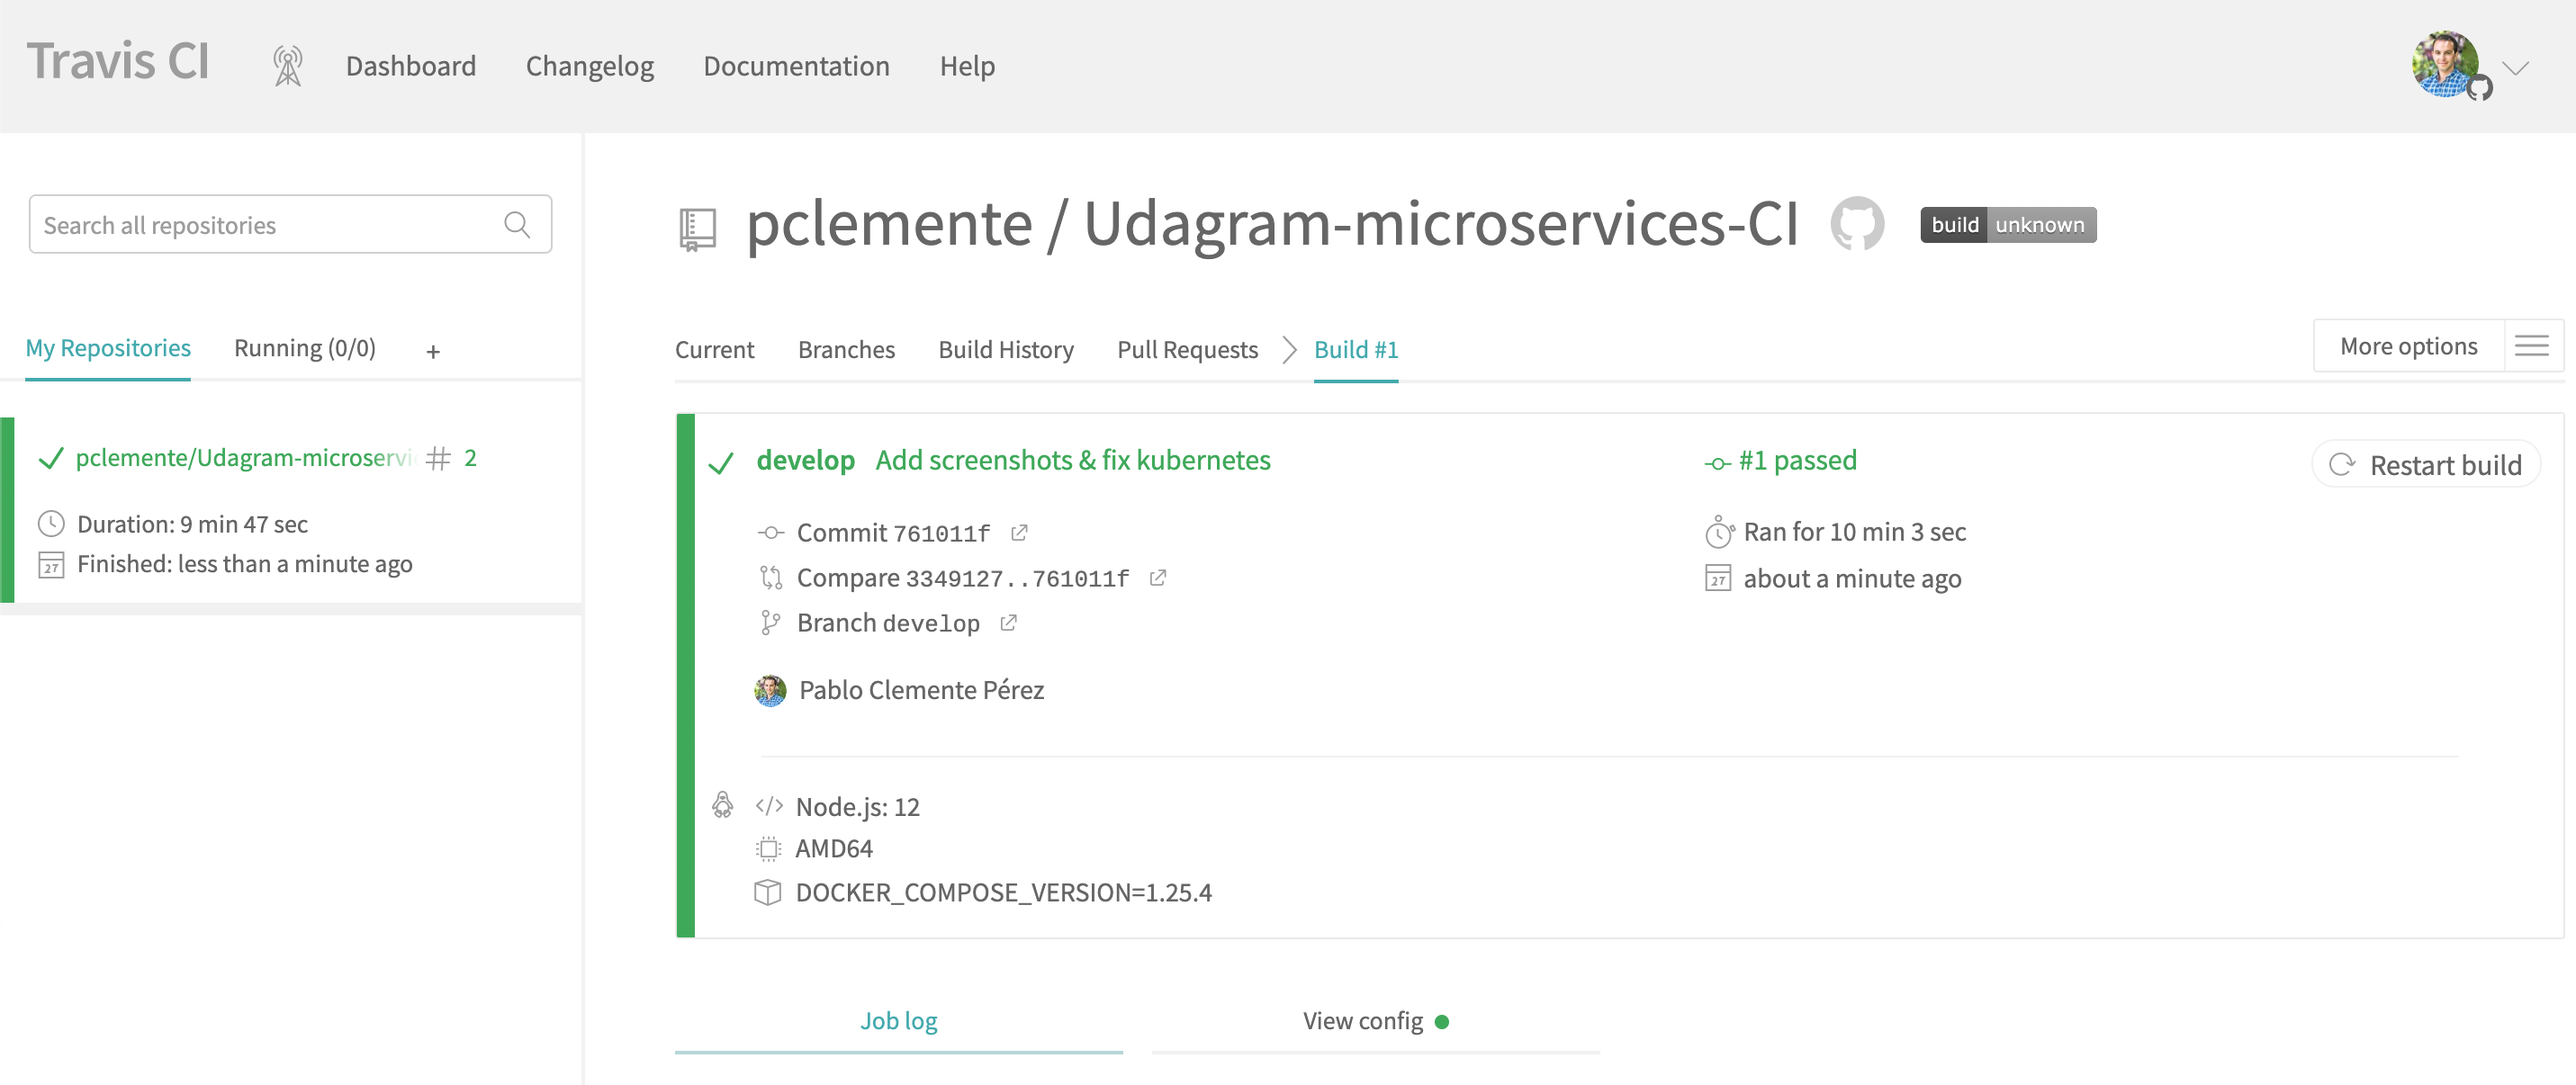 Travis CI
Dashboard
Changelog
Documentation
Help
Search all repositories
My Repositories
Running (0/0)
+
pclemente/Udagram-microservi
# 2
Duration: 9 min 47 sec
27 Finished: less than a minute ago
pclemente / Udagram-microservices-CI
build unknown
Current
Branches
Build History
Pull Requests
Build #1
More options
develop Add screenshots & fix kubernetes
Commit 761011f
Compare 3349127..761011f
Branch develop
Pablo Clemente Pérez
#1 passed
Ran for 10 min 3 sec
27 about a minute ago
Restart build
</> Node.js: 12
AMD64
DOCKER_COMPOSE_VERSION=1.25.4
Job log
View config